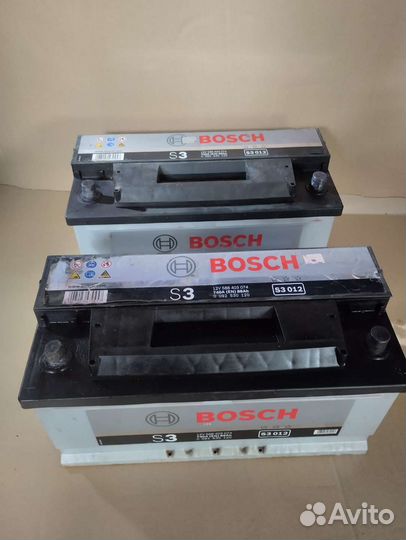 BOSCH
S3
S3 012
BOSCH
BOSCH
S3
12V 588 403 074
740A (EN) 88Ah
0 092 S30 120
S3 012
BOSCH
S3
S3 012
Avito